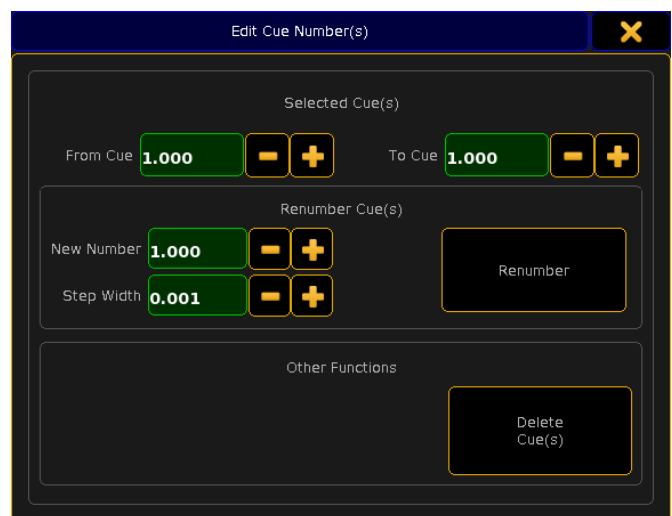 Edit Cue Number(s)
Selected Cue(s)
From Cue 1.000 To Cue 1.000
Renumber Cue(s)
New Number 1.000
Renumber
Step Width 0.001
Other Functions
Delete
Cue(s)